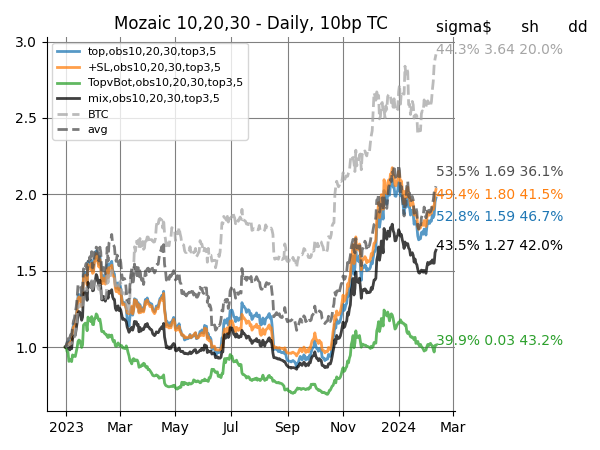 Mozaic 10,20,30 - Daily, 10bp TC
sigma$ sh dd
3.0
2.5
2.0
1.5
1.0
top,obs10,20,30,top3,5
+SL,obs10,20,30,top3,5
TopvBot,obs10,20,30,top3,5
mix,obs10,20,30,top3,5
BTC
avg
44.3% 3.64 20.0%
53.5% 1.69 36.1%
49.4% 1.80 41.5%
52.8% 1.59 46.7%
43.5% 1.27 42.0%
39.9% 0.03 43.2%
2023 Mar May Jul Sep Nov 2024 Mar